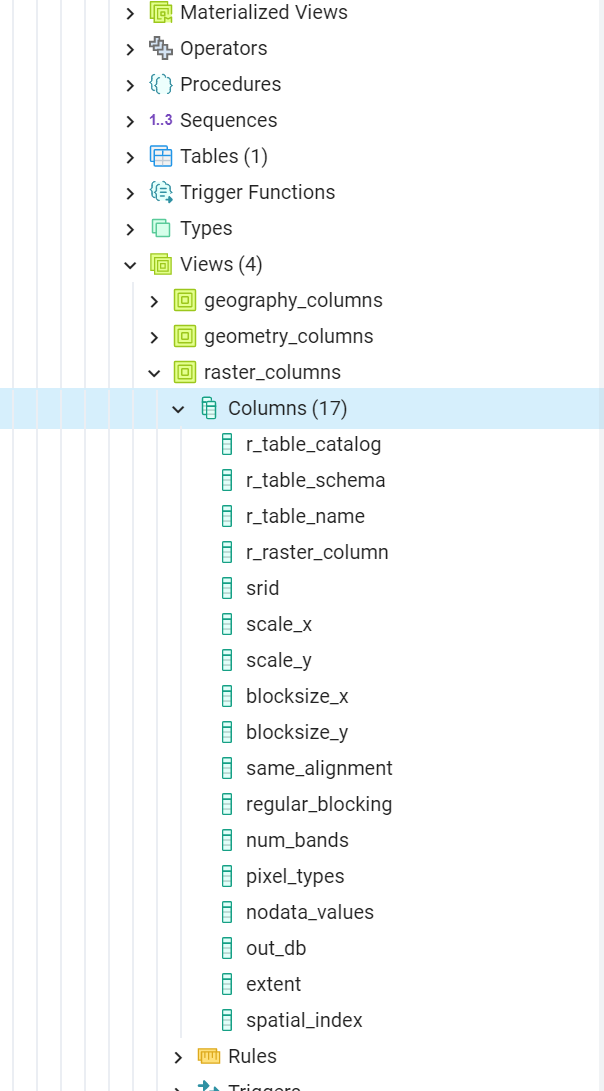 Materialized Views
Operators
Procedures
1..3 Sequences
Tables (1)
Trigger Functions
Types
Views (4)
geography_columns
geometry_columns
raster_columns
Columns (17)
r_table_catalog
r_table_schema
r_table_name
r_raster_column
srid
scale_x
scale_y
blocksize_x
blocksize_y
same_alignment
regular_blocking
num_bands
pixel_types
nodata_values
out_db
extent
spatial_index
Rules
Triggers